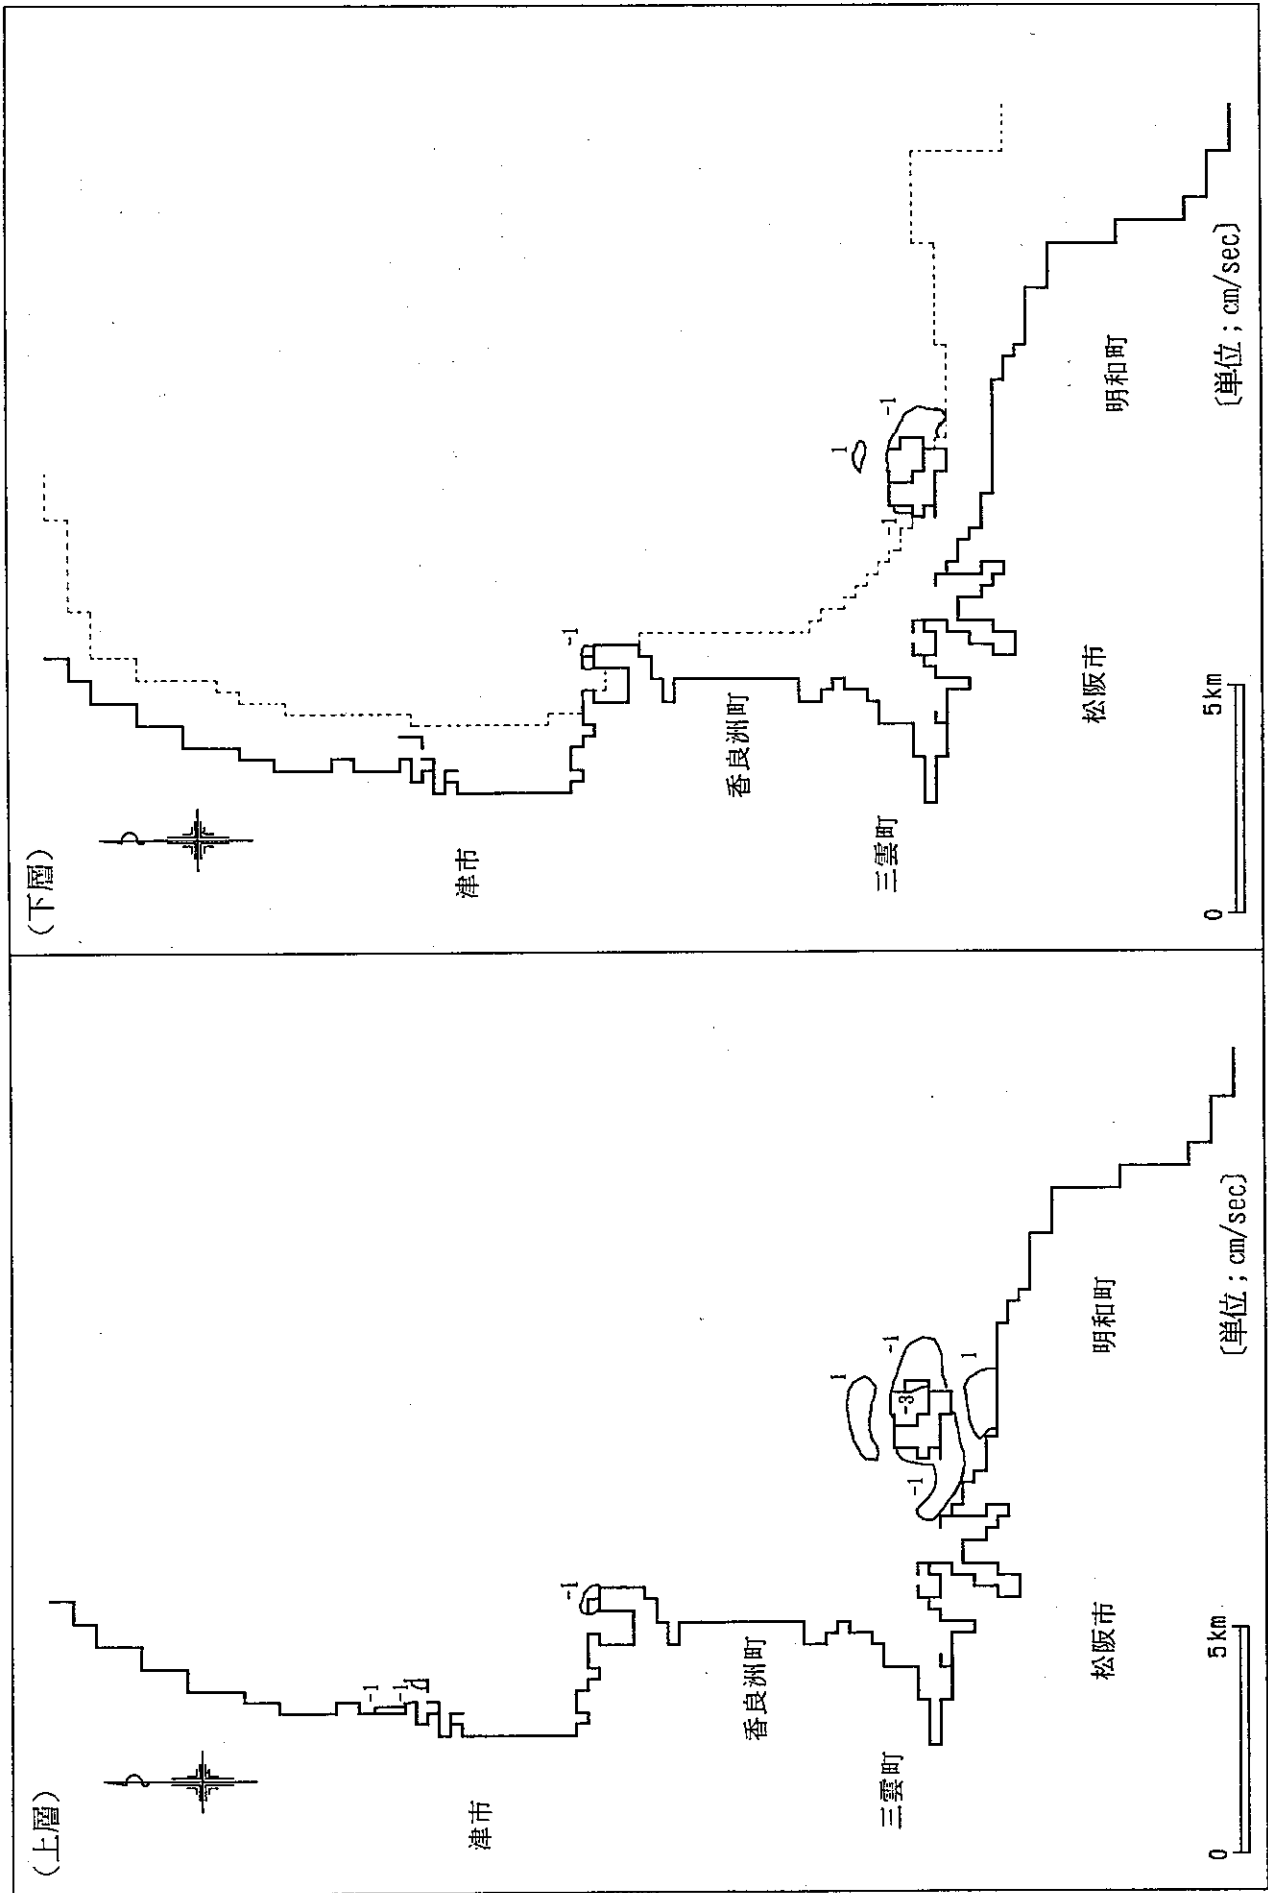 (上層)
-1
-1
津市
-1
香良洲町
三雲町
1
-1
-3
-1
1
松阪市
明和町
0
5km
〔単位；cm/sec〕
(下層)
津市
-1
香良洲町
三雲町
1
-1
-1
松阪市
明和町
0
5km
〔単位；cm/sec〕